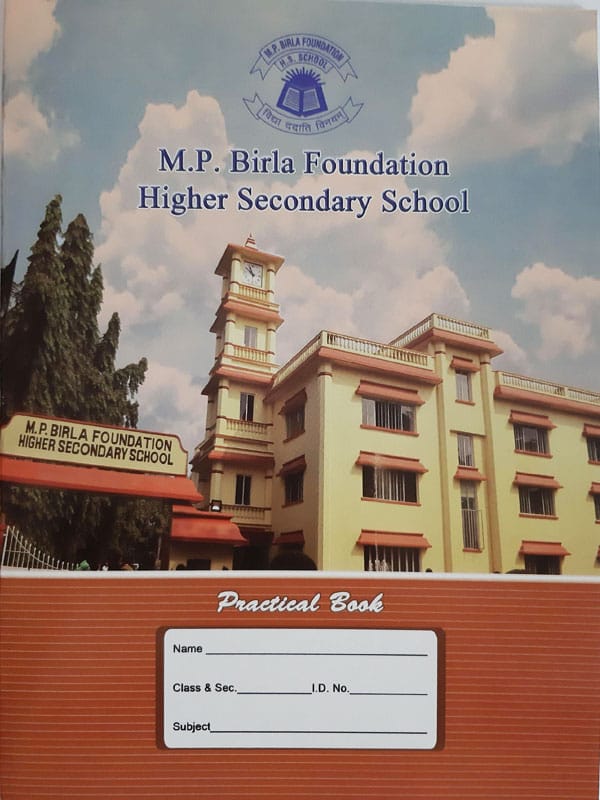 M.P. BIRLA FOUNDATION
H.S. SCHOOL
विद्या ददाति विनयम्
M.P. Birla Foundation
Higher Secondary School
M.P. BIRLA FOUNDATION
HIGHER SECONDARY SCHOOL
Practical Book
Name
Class & Sec. I.D. No.
Subject